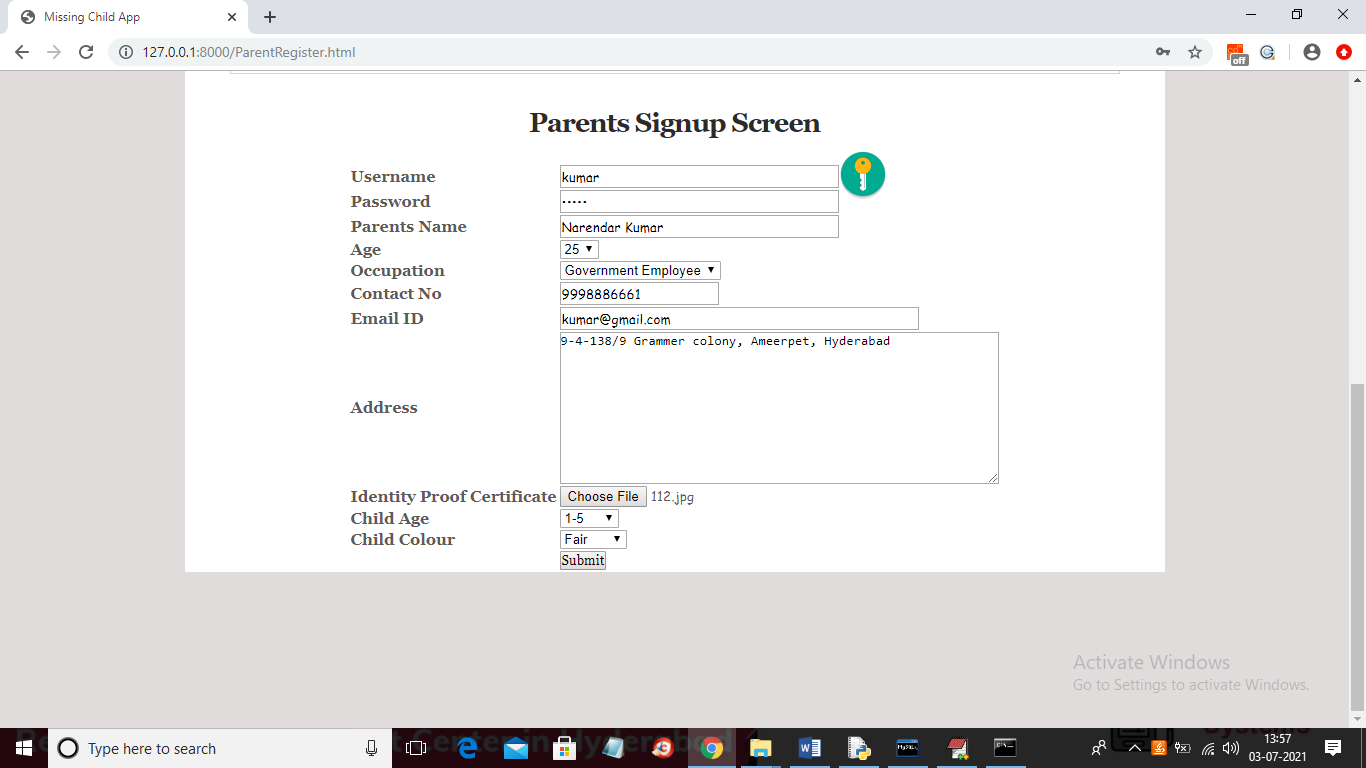 Missing Child App
127.0.0.1:8000/ParentRegister.html
off
Parents Signup Screen
Username kumar
Password •••••
Parents Name Narendar Kumar
Age 25
Occupation Government Employee
Contact No 9998886661
Email ID kumar@gmail.com
9-4-138/9 Grammer colony, Ameerpet, Hyderabad
Address
Identity Proof Certificate Choose File 112.jpg
Child Age 1-5
Child Colour Fair
Submit
Activate Windows
Go to Settings to activate Windows.
Type here to search
MySQL
13:57
03-07-2021